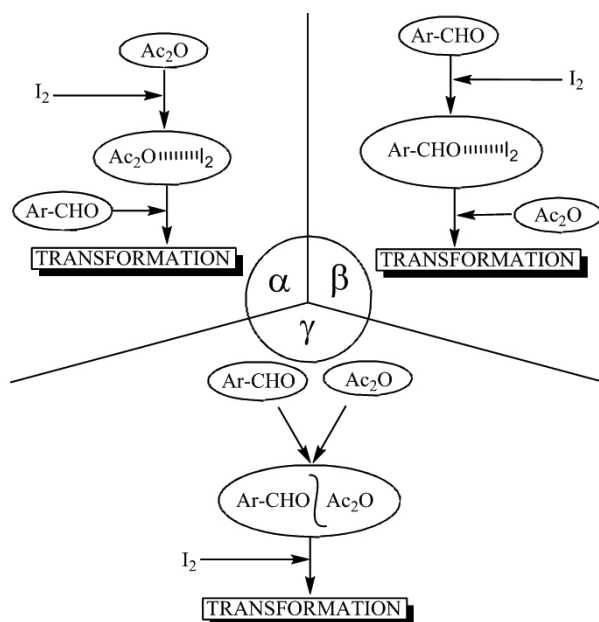 Ac₂O
I₂
Ac₂O I₂
Ar-CHO
TRANSFORMATION
Ar-CHO
I₂
Ar-CHO I₂
Ac₂O
TRANSFORMATION
α β
γ
Ar-CHO Ac₂O
Ar-CHO Ac₂O
I₂
TRANSFORMATION